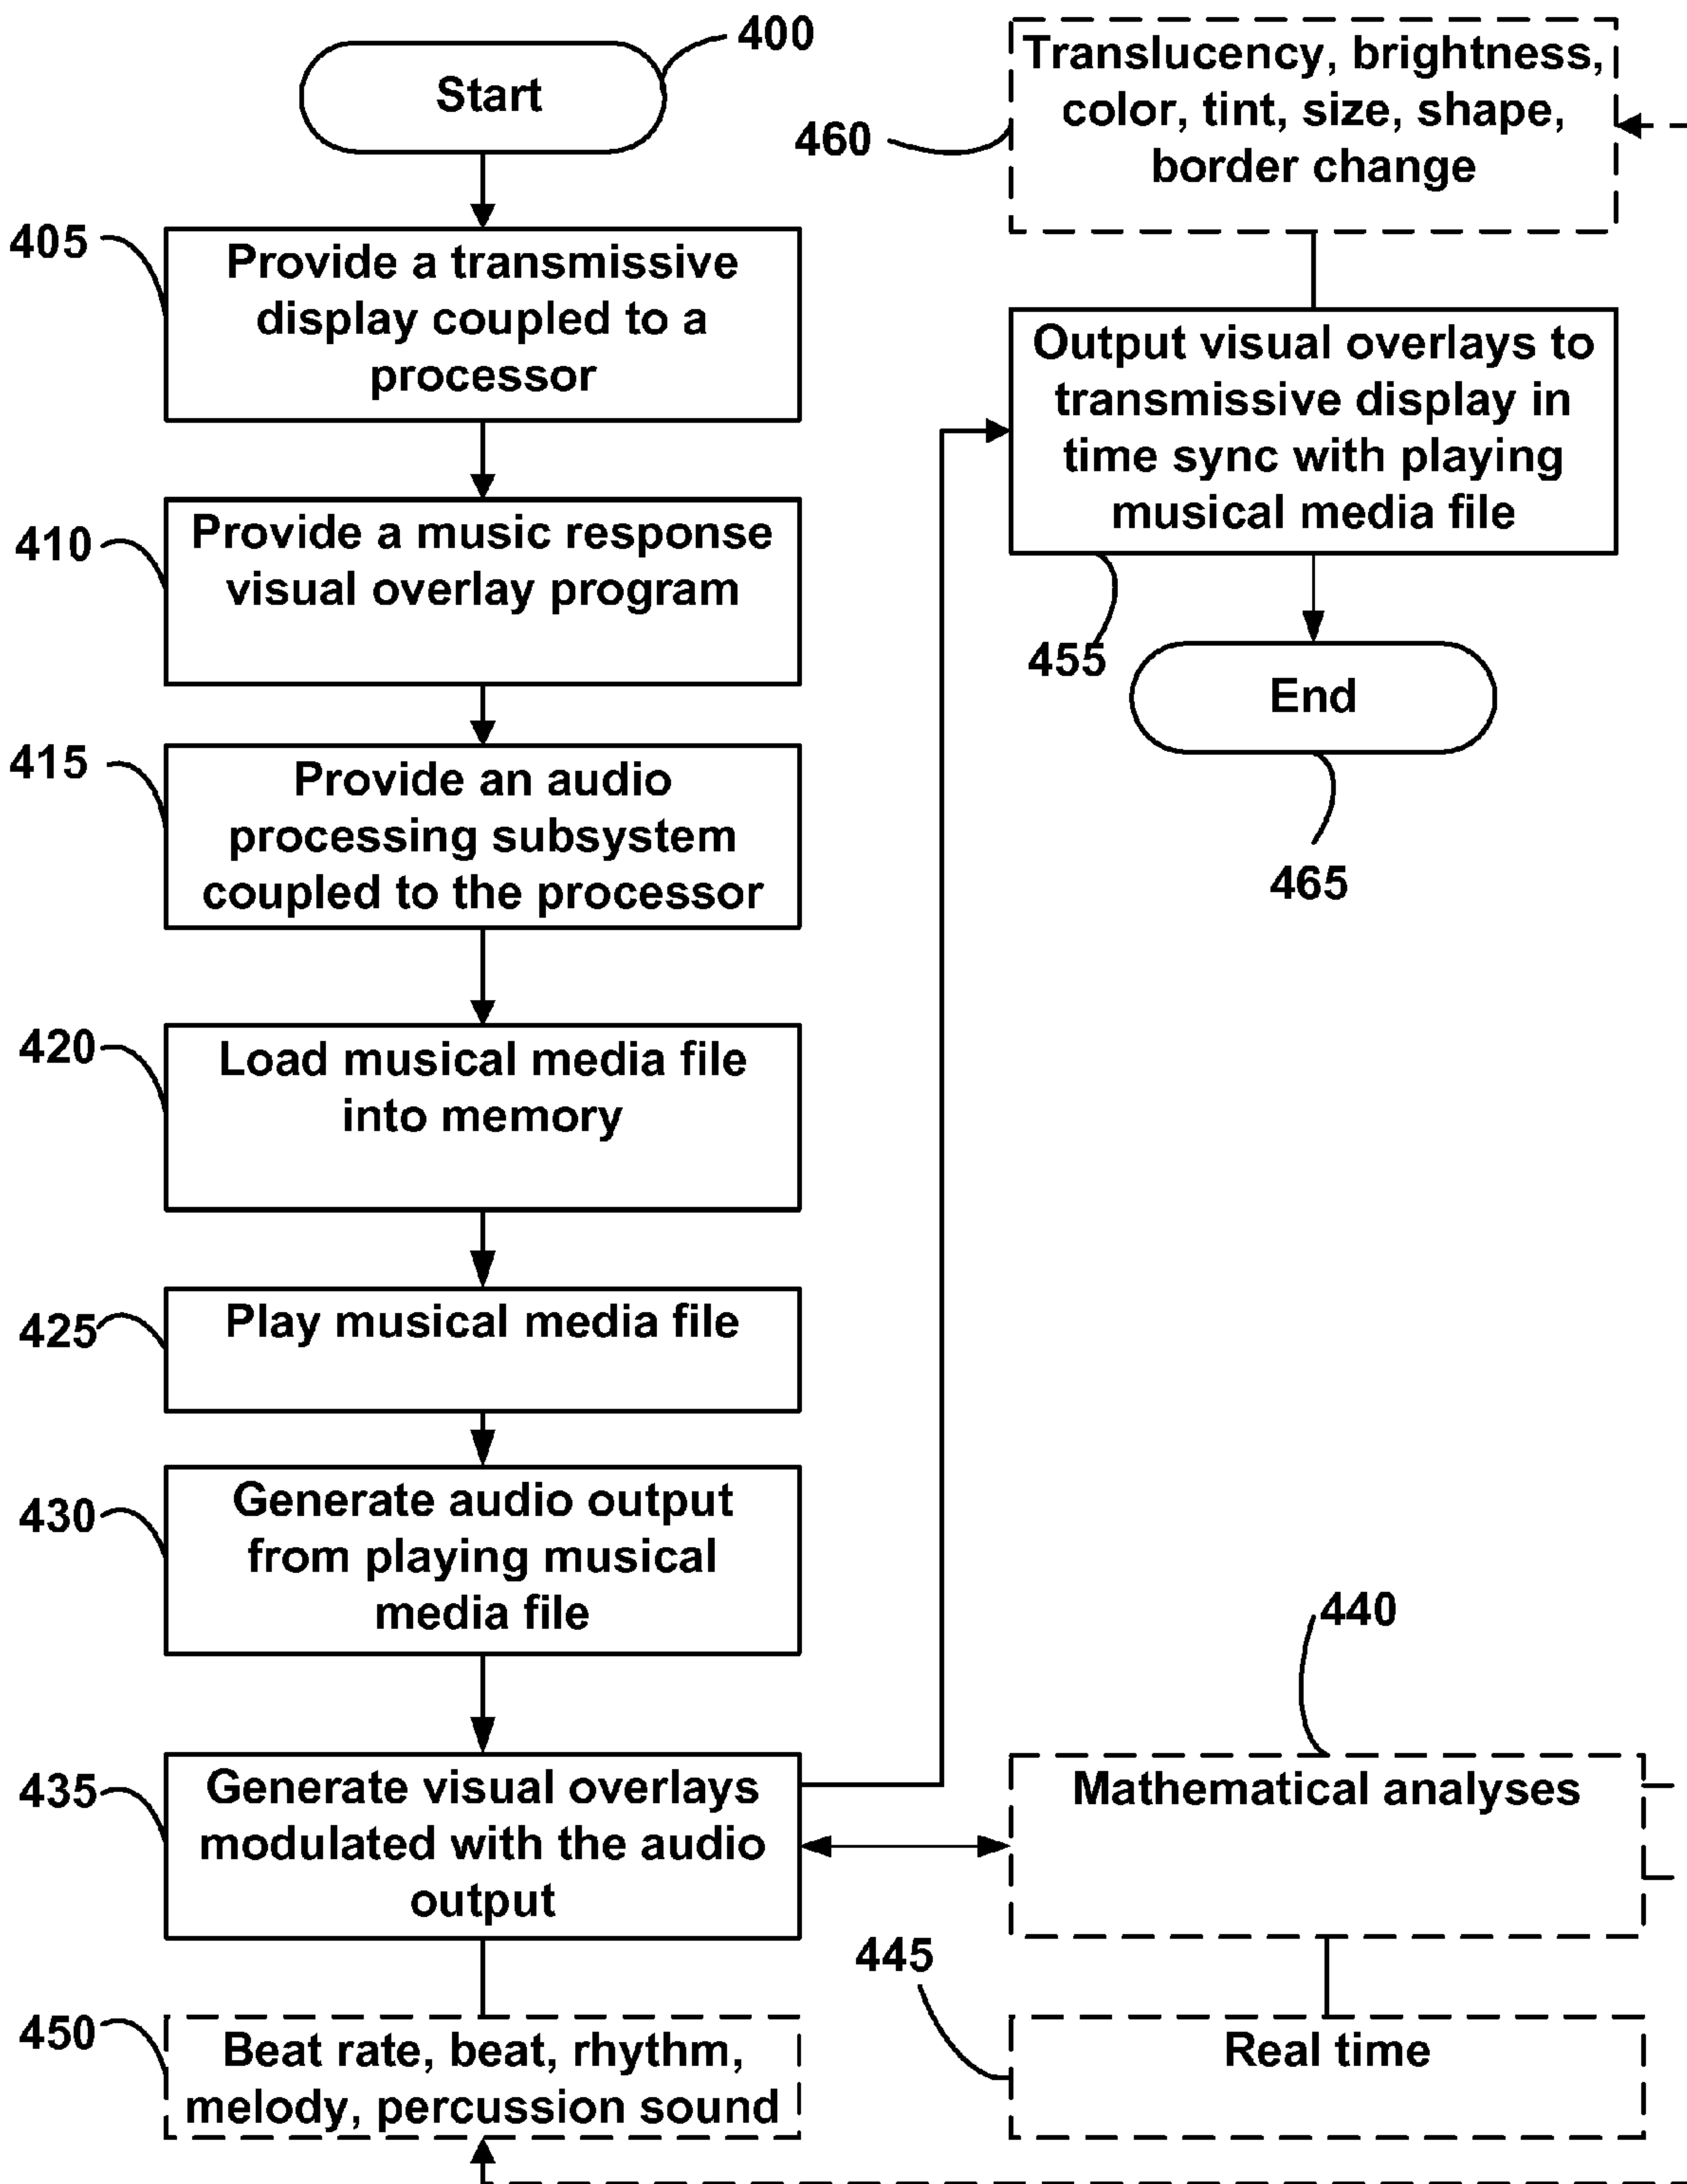 400
Start
405
Provide a transmissive
display coupled to a
processor
410
Provide a music response
visual overlay program
415
Provide an audio
processing subsystem
coupled to the processor
420
Load musical media file
into memory
425
Play musical media file
430
Generate audio output
from playing musical
media file
435
Generate visual overlays
modulated with the audio
output
450
Beat rate, beat, rhythm,
melody, percussion sound
460
Translucency, brightness,
color, tint, size, shape,
border change
Output visual overlays to
transmissive display in
time sync with playing
musical media file
455
End
465
440
Mathematical analyses
445
Real time